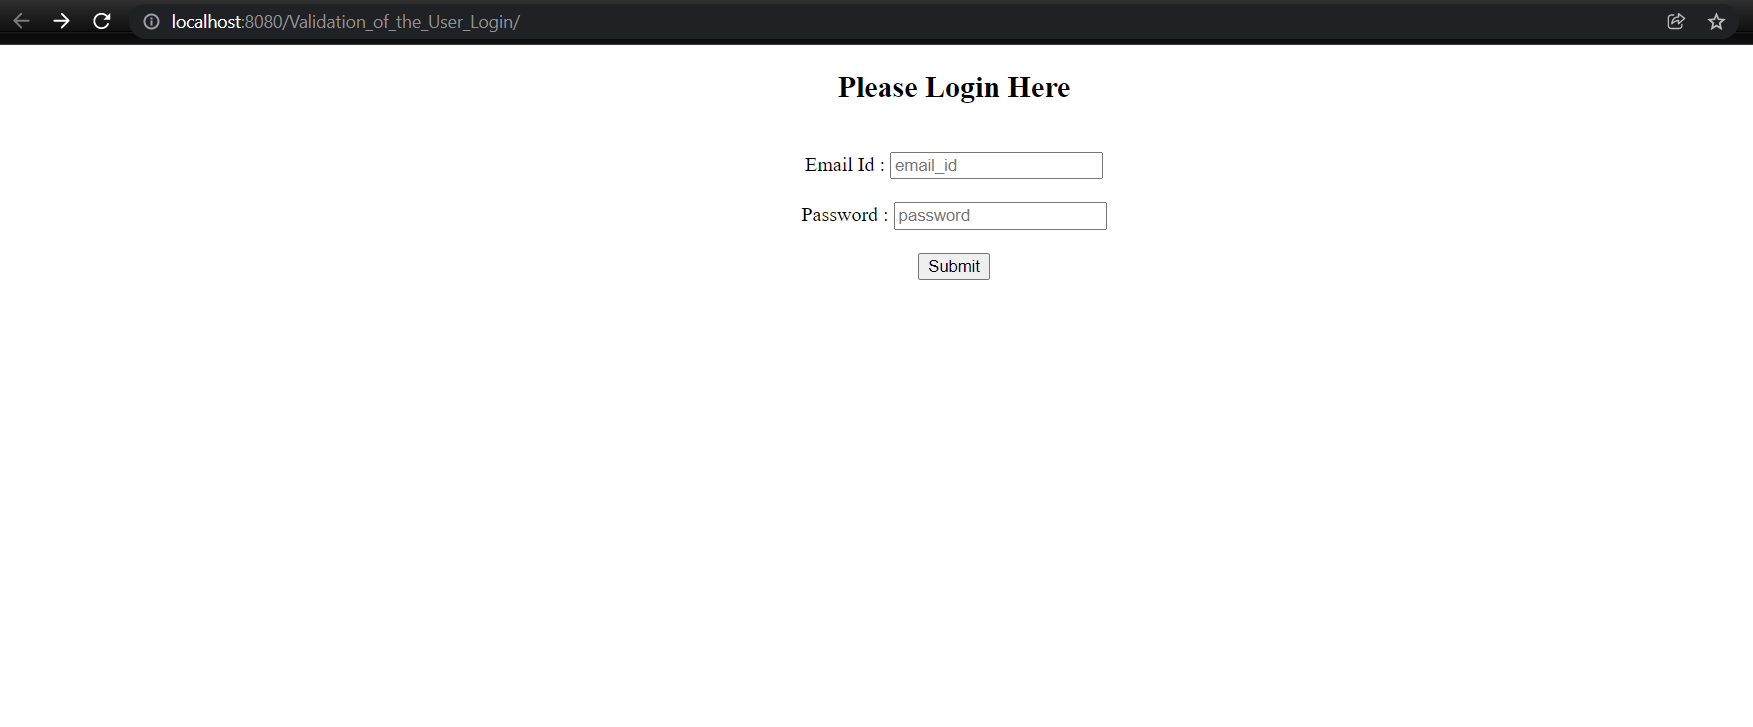 localhost:8080/Validation_of_the_User_Login/
Please Login Here
Email Id : email_id
Password : password
Submit